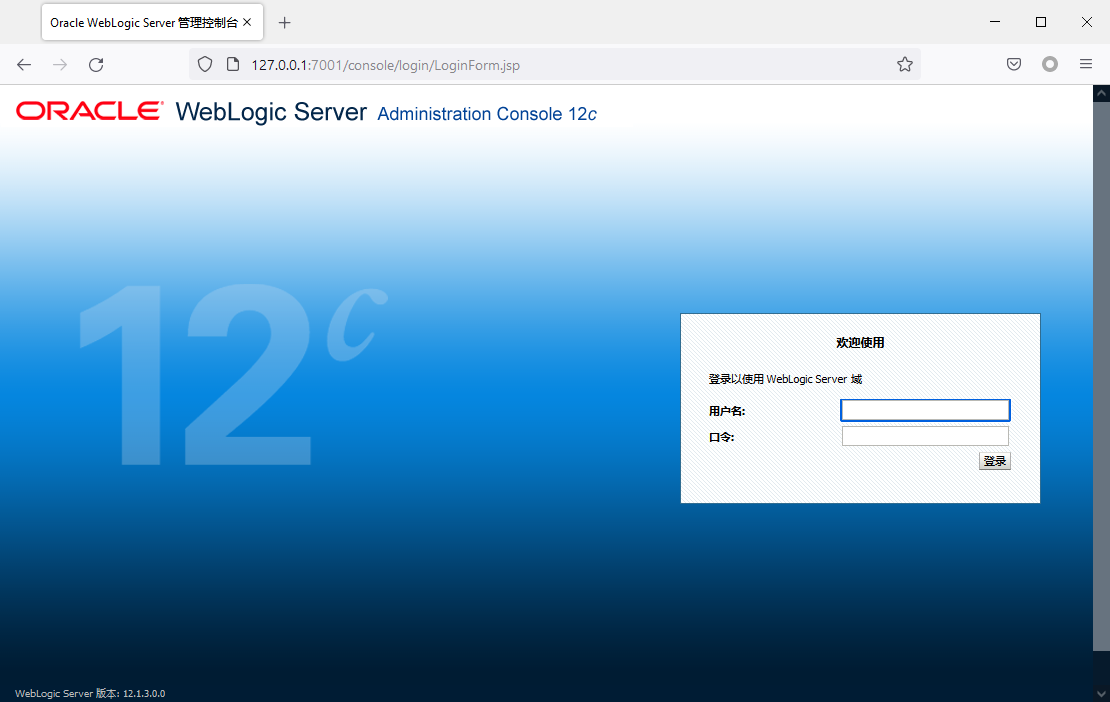 Oracle WebLogic Server 管理控制台
127.0.0.1:7001/console/login/LoginForm.jsp
ORACLE WebLogic Server Administration Console 12c
12c
欢迎使用
登录以使用 WebLogic Server 域
用户名:
口令:
登录
WebLogic Server 版本: 12.1.3.0.0